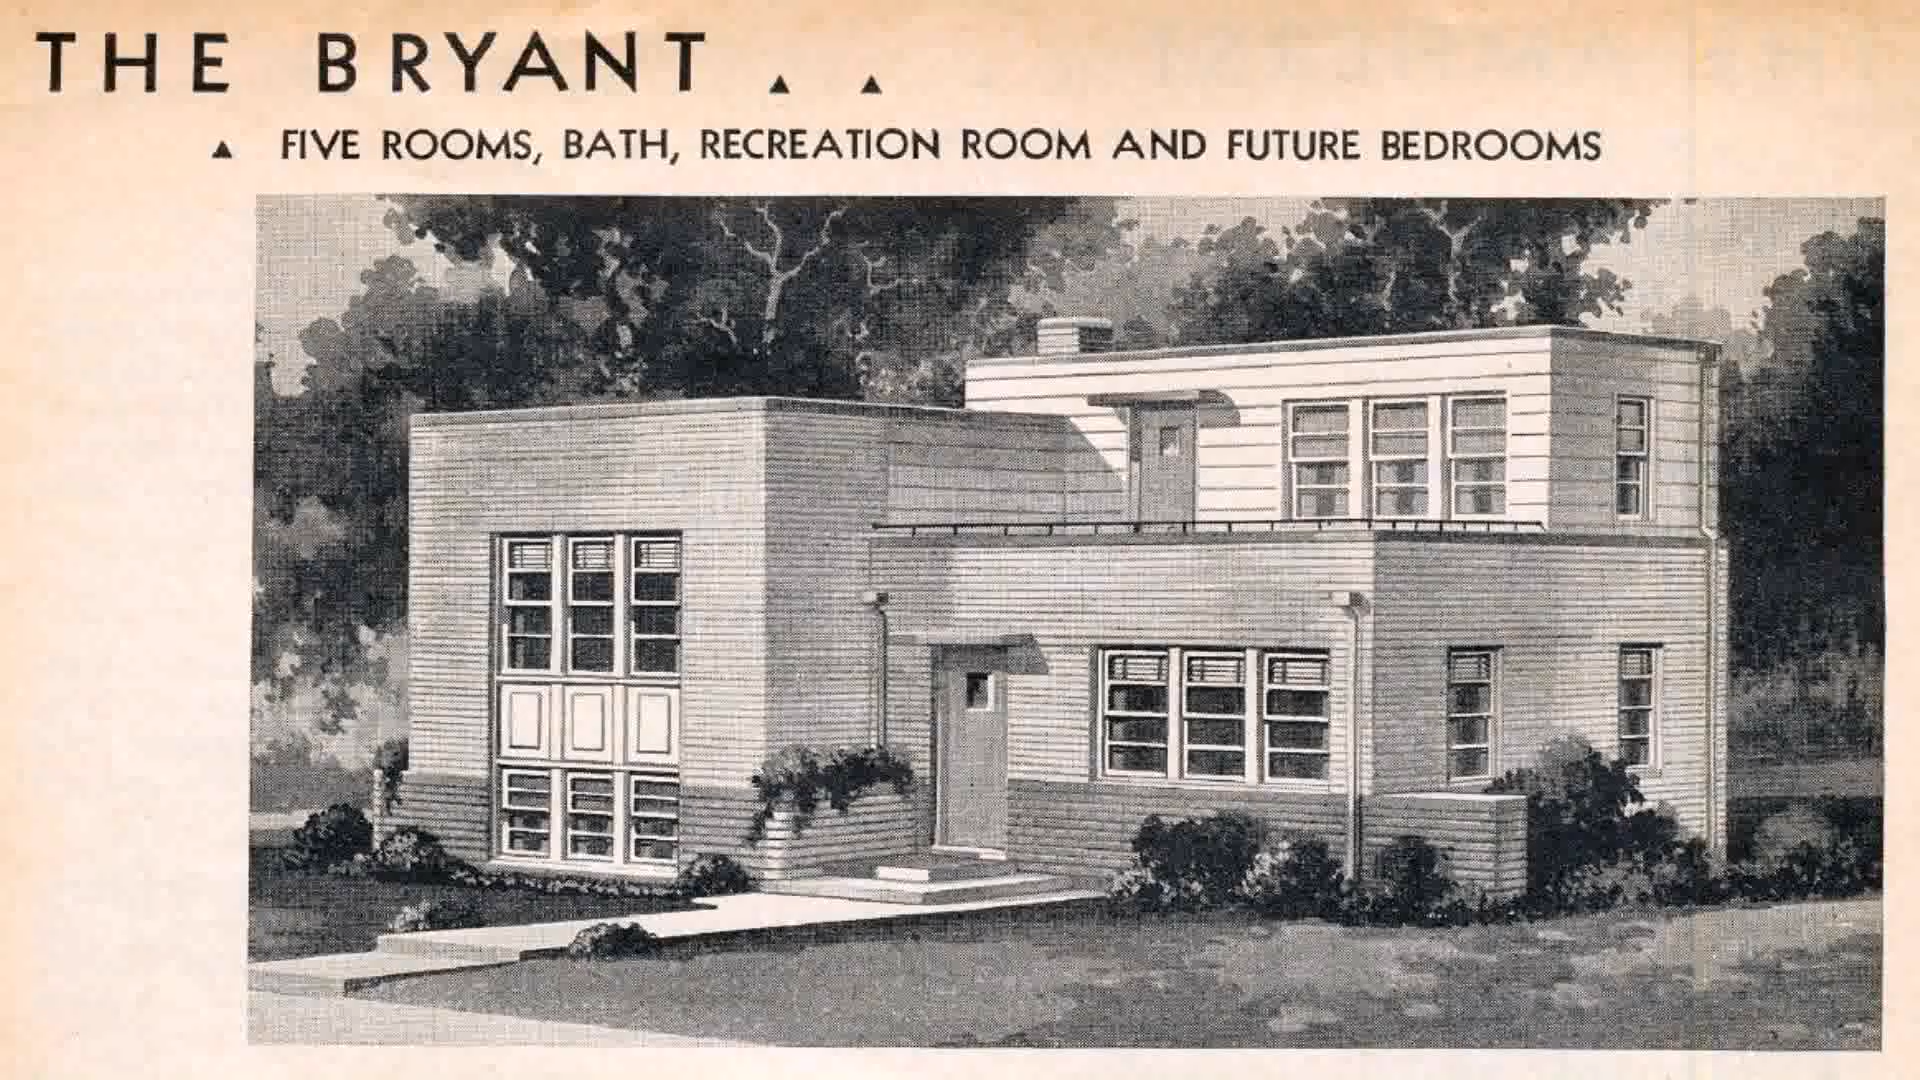 THE BRYANT ▲ ▲
▲ FIVE ROOMS, BATH, RECREATION ROOM AND FUTURE BEDROOMS